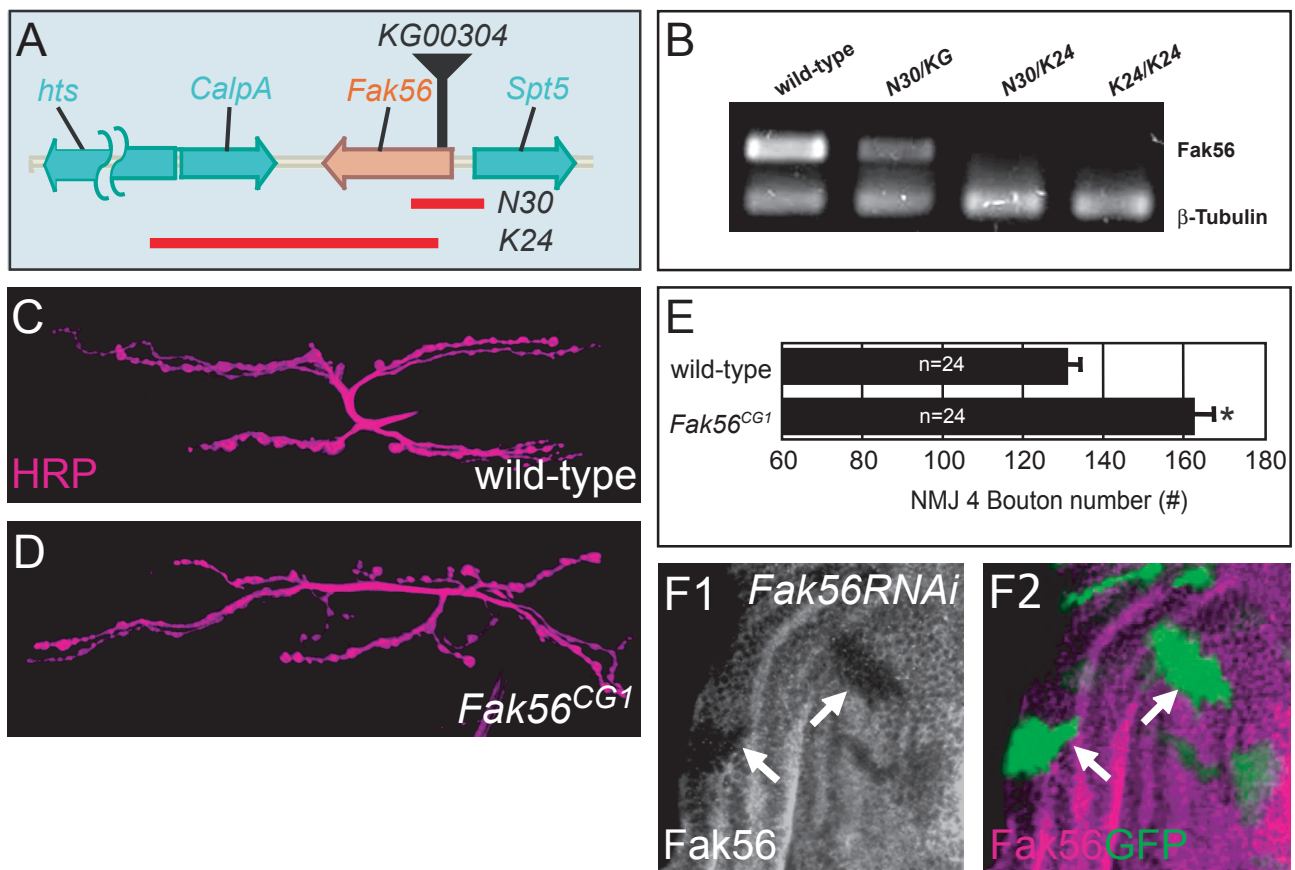 A
KG00304
hts CalpA Fak56 Spt5
N30
K24
B
wild-type N30/KG N30/K24 K24/K24
Fak56
β-Tubulin
C
HRP
wild-type
D
Fak56CG1
E
wild-type n=24
Fak56CG1 n=24 *
60 80 100 120 140 160 180
NMJ 4 Bouton number (#)
F1 Fak56RNAi
Fak56
F2
Fak56GFP